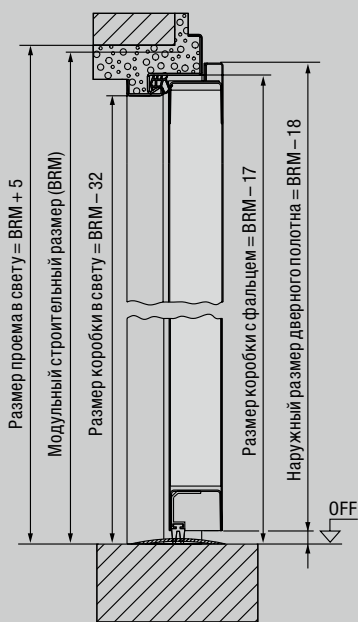 Размер проема в свету = BRM + 5
Модульный строительный размер (BRM)
Размер коробки в свету = BRM – 32
Размер коробки с фальцем = BRM – 17
Наружный размер дверного полотна = BRM – 18
OFF